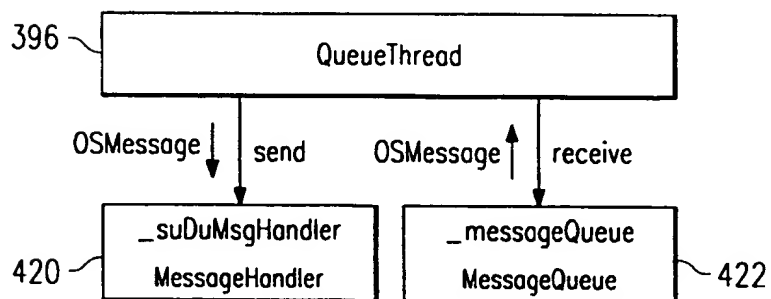 396
QueueThread
OSMessage send
OSMessage receive
_suDuMsgHandler
MessageHandler
420
_messageQueue
MessageQueue
422